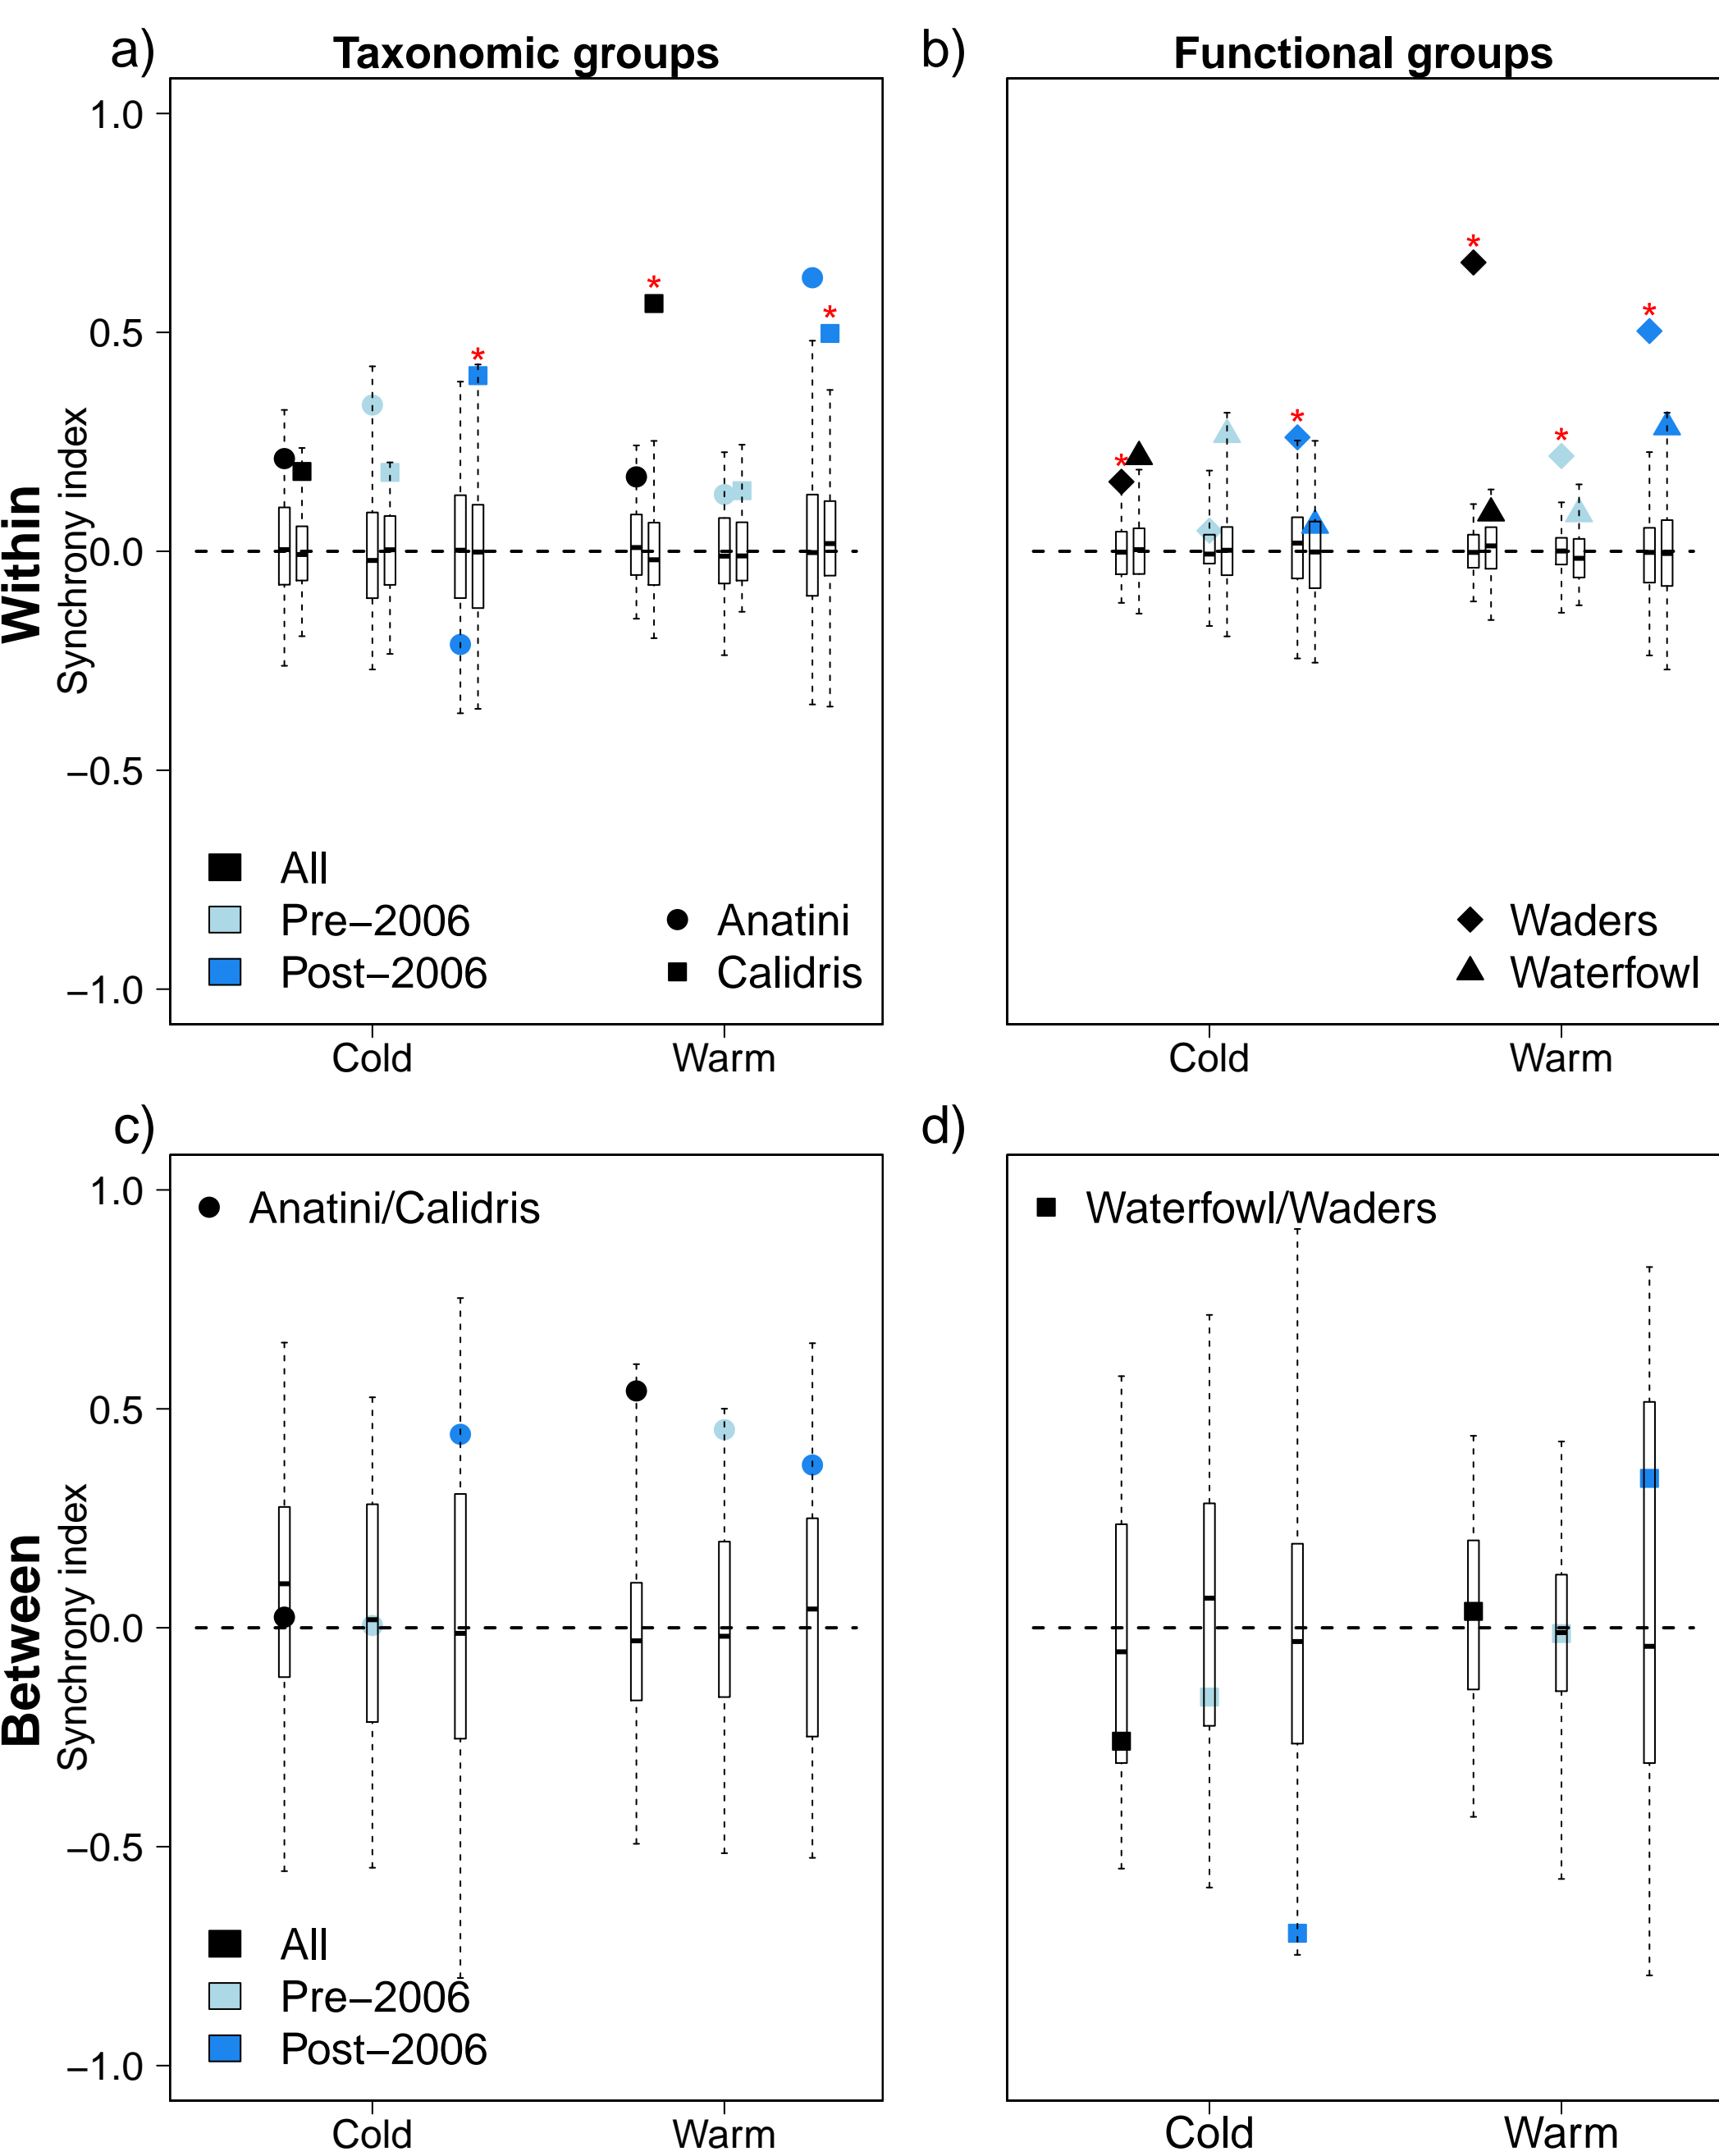 a)
Taxonomic groups
b)
Functional groups
Within
Synchrony index
1.0
0.5
0.0
−0.5
−1.0
*
*
*
*
*
*
*
*
All
Pre−2006
Post−2006
Anatini
Calidris
Waders
Waterfowl
Cold
Warm
Cold
Warm
c)
d)
Between
Synchrony index
1.0
0.5
0.0
−0.5
−1.0
Anatini/Calidris
Waterfowl/Waders
All
Pre−2006
Post−2006
Cold
Warm
Cold
Warm